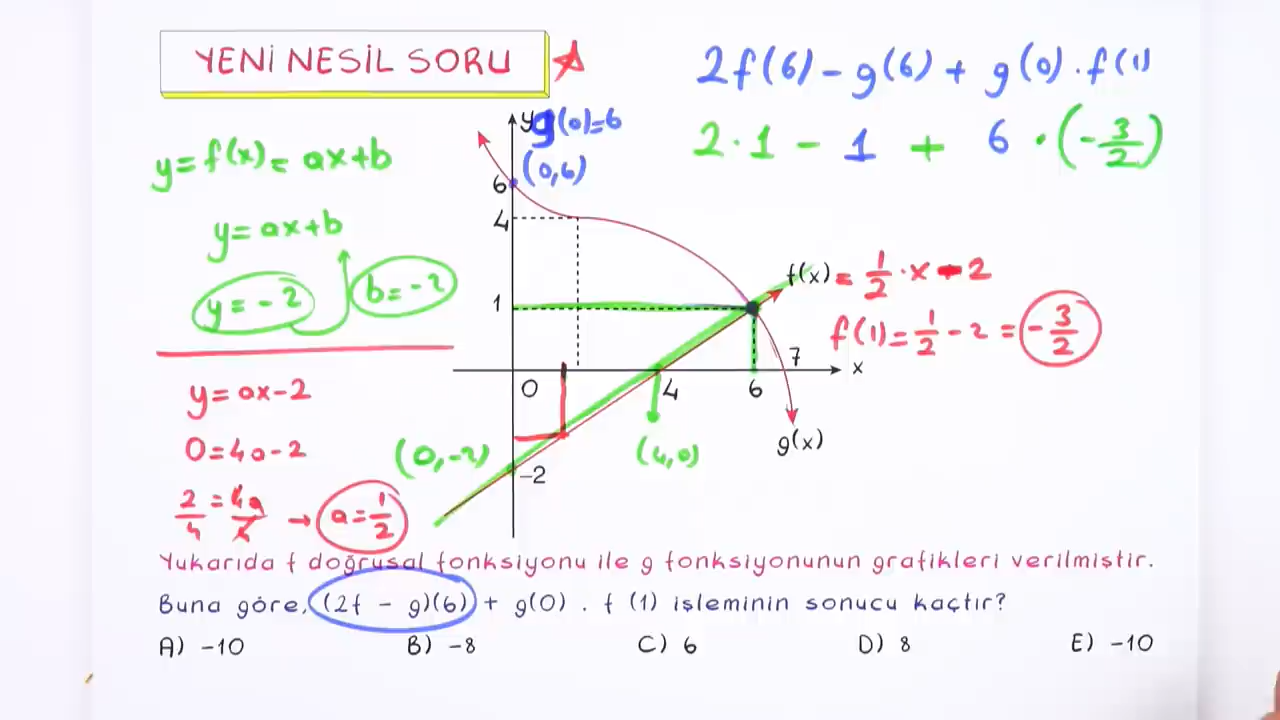 YENİ NESİL SORU
2f(6) - g(6) + g(0) . f(1)
2 · 1 - 1 + 6 · (-3/2)
y = f(x) = ax+b
y = ax+b
y = -2
b = -2
y = ax-2
0 = 4a-2
2/4 = 4a/4 → a = 1/2
y
g(0)=6
(0,6)
6
4
1
0
4
6
7
x
-2
(0,-2)
(4,0)
f(x) = 1/2 · x - 2
f(1) = 1/2 - 2 = -3/2
g(x)
Yukarıda f doğrusal fonksiyonu ile g fonksiyonunun grafikleri verilmiştir.
Buna göre, (2f - g)(6) + g(0) . f (1) işleminin sonucu kaçtır?
A) -10 B) -8 C) 6 D) 8 E) -10